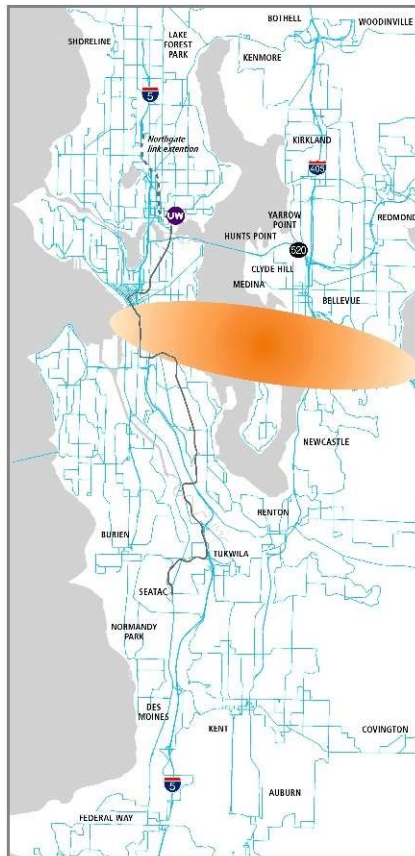 BOTHELL
WOODINVILLE
SHORELINE
LAKE
FOREST
PARK
KENMORE
5
Northgate
link extention
KIRKLAND
405
UW
YARROW
POINT
REDMOND
HUNTS POINT
520
CLYDE HILL
MEDINA
BELLEVUE
NEWCASTLE
RENTON
BURIEN
TUKWILA
SEATAC
NORMANDY
PARK
DES
MOINES
KENT
COVINGTON
5
AUBURN
FEDERAL WAY